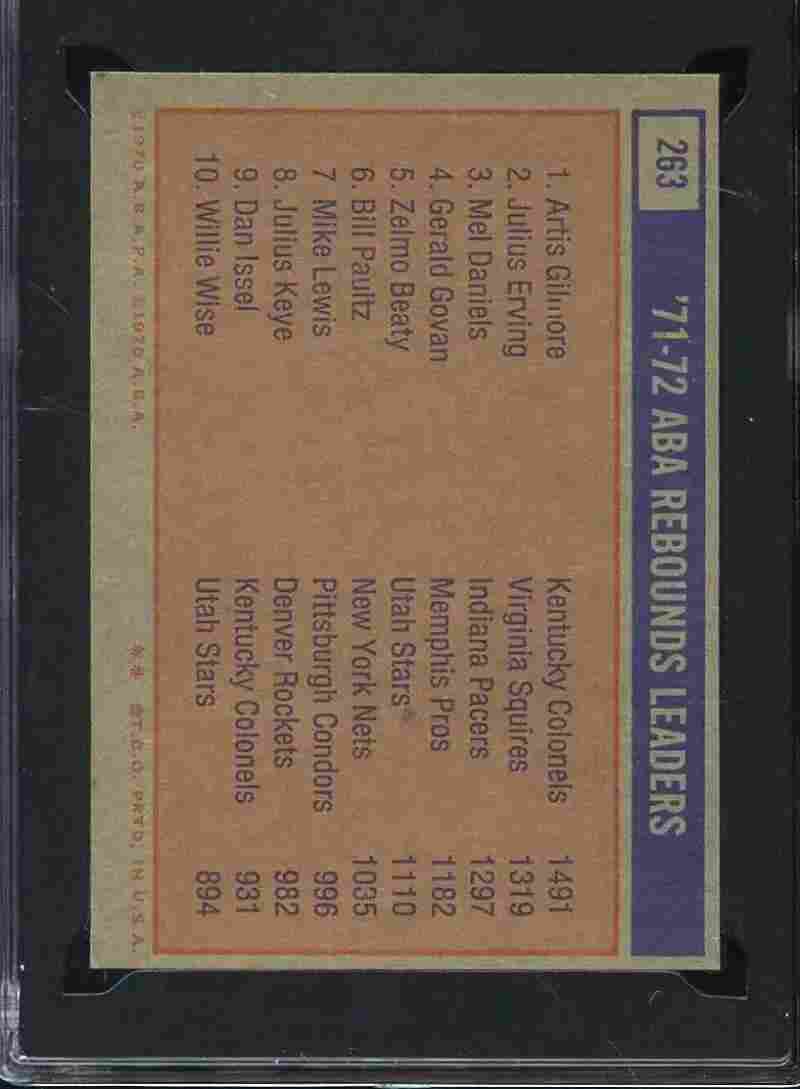 263
'71-72 ABA REBOUNDS LEADERS
1. Artis Gilmore Kentucky Colonels 1491
2. Julius Erving Virginia Squires 1319
3. Mel Daniels Indiana Pacers 1297
4. Gerald Govan Memphis Pros 1182
5. Zelmo Beaty Utah Stars 1110
6. Bill Paultz New York Nets 1035
7 Mike Lewis Pittsburgh Condors 996
8. Julius Keye Denver Rockets 982
9. Dan Issel Kentucky Colonels 931
10. Willie Wise Utah Stars 894
©1970 A.B.A.P.A. ©1970 A.B.A. ** ©T.C.G. PRTD. IN U.S.A.